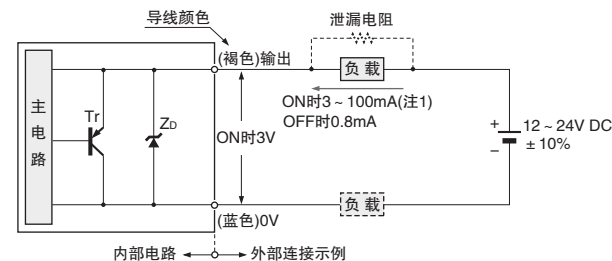 导线颜色
泄漏电阻
(褐色)输出
负载
主电路
Tr
ZD
ON时3V
ON时3~100mA(注1)
OFF时0.8mA
+
−
12~24V DC
±10%
负载
(蓝色)0V
内部电路
外部连接示例